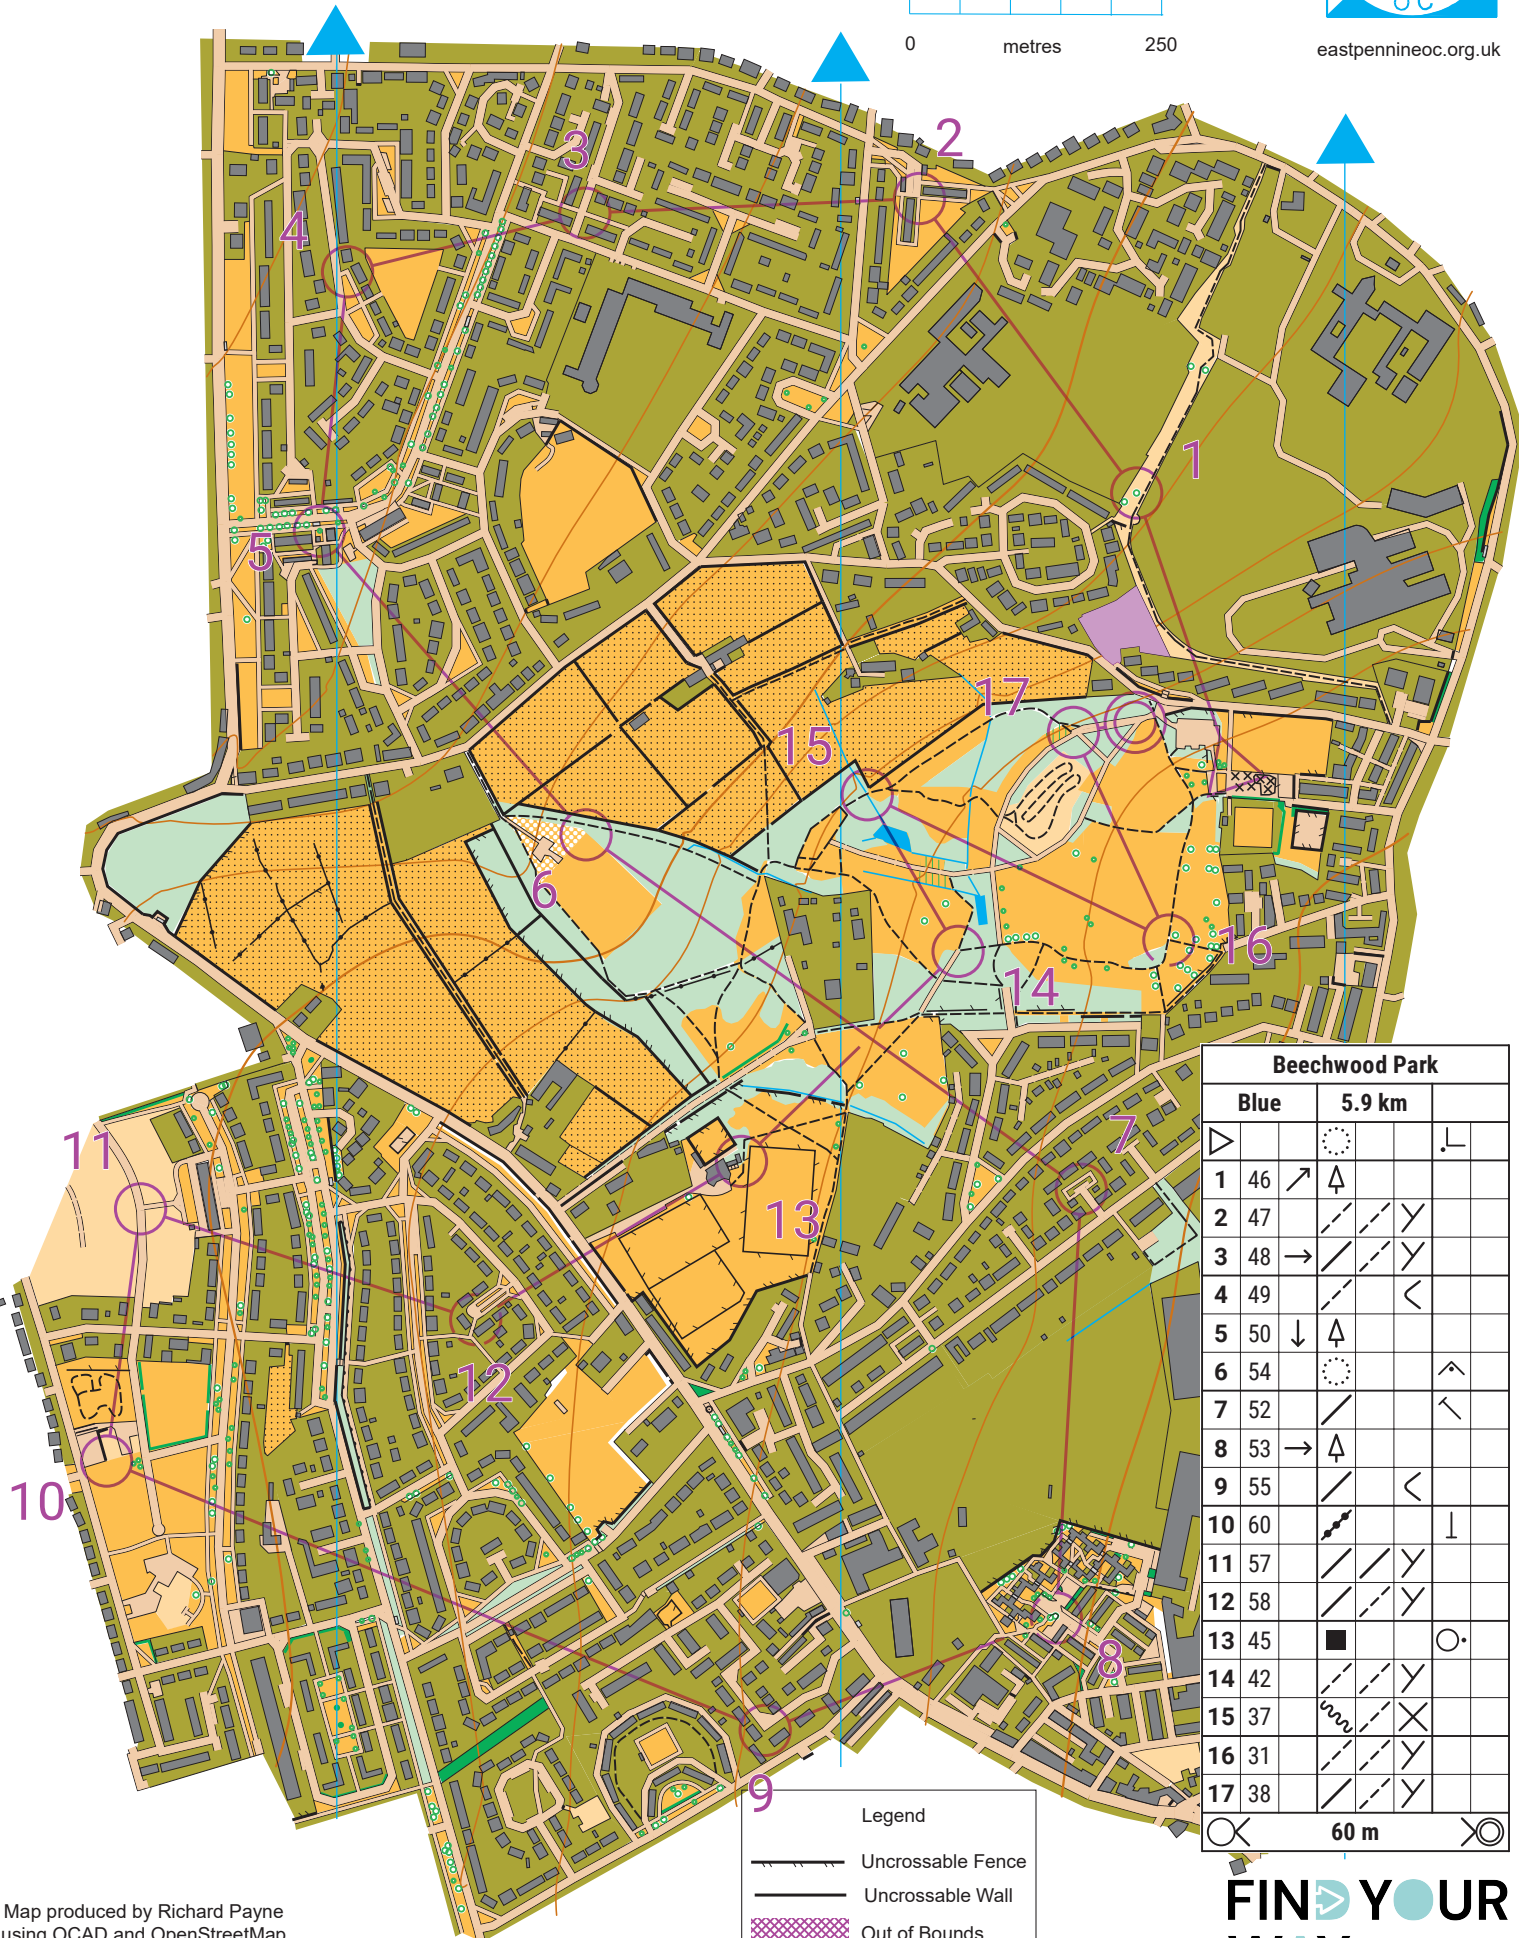 0 metres 250
OC
eastpennineoc.org.uk
2
3
4
1
5
17
15
6
16
14
11
7
13
12
10
8
9
Beechwood Park
Blue 5.9 km
1 46
2 47
3 48
4 49
5 50
6 54
7 52
8 53
9 55
10 60
11 57
12 58
13 45
14 42
15 37
16 31
17 38
60 m
Legend
Uncrossable Fence
Uncrossable Wall
Out of Bounds
Map produced by Richard Payne
using OCAD and OpenStreetMap
FIND YOUR
WAY